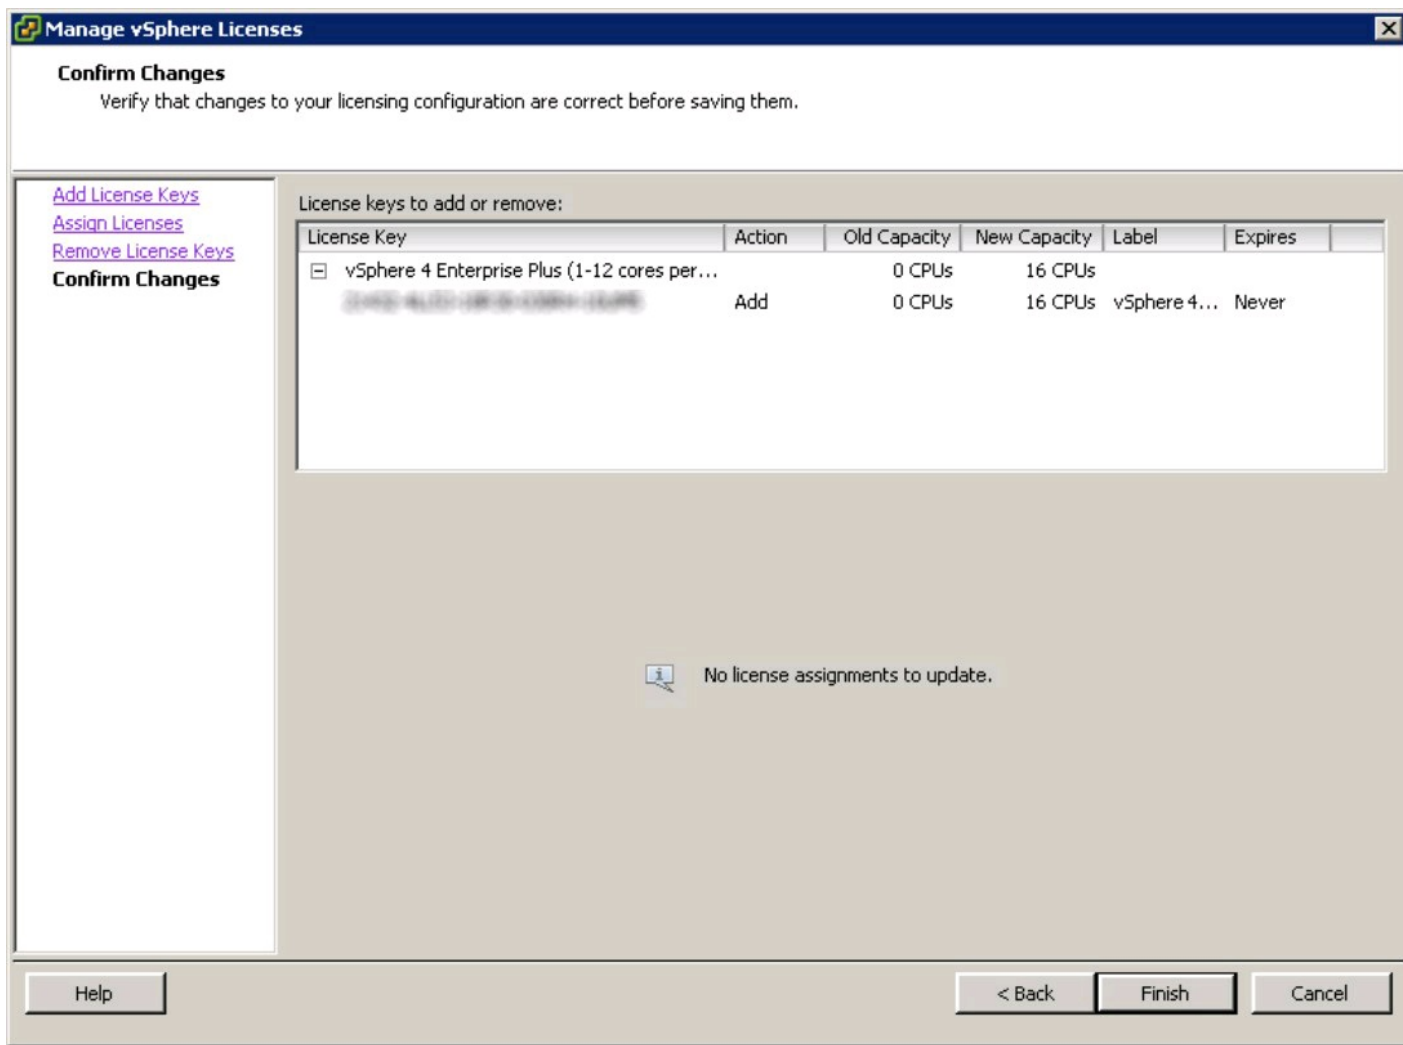 Manage vSphere Licenses
Confirm Changes
Verify that changes to your licensing configuration are correct before saving them.
Add License Keys
Assign Licenses
Remove License Keys
Confirm Changes
License keys to add or remove:
License Key Action Old Capacity New Capacity Label Expires
vSphere 4 Enterprise Plus (1-12 cores per... 0 CPUs 16 CPUs
Add 0 CPUs 16 CPUs vSphere 4... Never
No license assignments to update.
Help < Back Finish Cancel